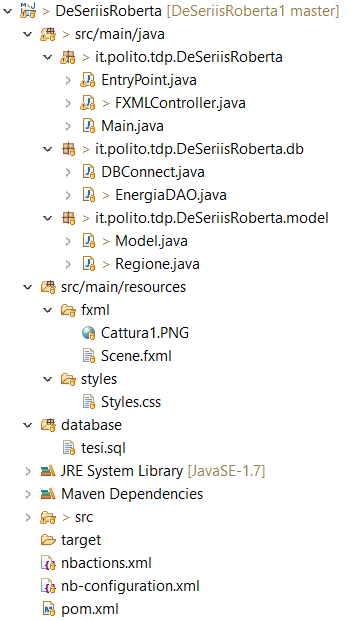 > DeSeriisRoberta [DeSeriisRoberta1 master]
> src/main/java
> it.polito.tdp.DeSeriisRoberta
EntryPoint.java
> FXMLController.java
Main.java
> it.polito.tdp.DeSeriisRoberta.db
DBConnect.java
> EnergiaDAO.java
> it.polito.tdp.DeSeriisRoberta.model
> Model.java
> Regione.java
src/main/resources
fxml
Cattura1.PNG
Scene.fxml
styles
Styles.css
database
tesi.sql
JRE System Library [JavaSE-1.7]
Maven Dependencies
> src
target
nbactions.xml
nb-configuration.xml
pom.xml